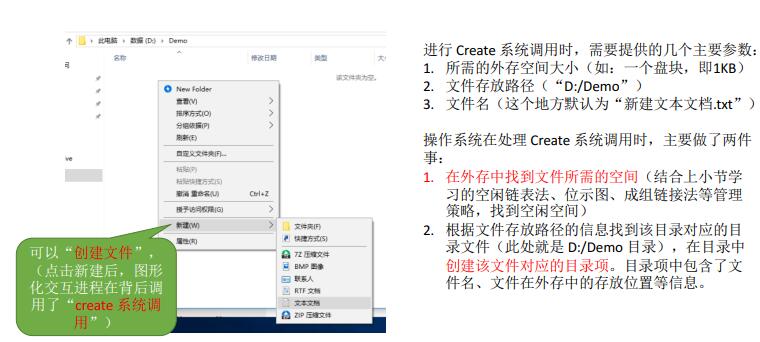 此电脑 › 数据 (D:) › Demo
名称 修改日期 类型 大
该文件夹为空。
ve
New Folder
查看(V)
排序方式(O)
分组依据(P)
刷新(E)
自定义文件夹(F)...
粘贴(P)
粘贴快捷方式(S)
撤消 重命名(U) Ctrl+Z
授予访问权限(G)
新建(W)
属性(R)
文件夹(F)
快捷方式(S)
7Z 压缩文件
BMP 图像
联系人
RTF 文档
文本文档
ZIP 压缩文件
可以“创建文件”，
（点击新建后，图形
化交互进程在背后调
用了“create 系统调
用”）
进行 Create 系统调用时，需要提供的几个主要参数：
1. 所需的外存空间大小（如：一个盘块，即1KB）
2. 文件存放路径（“D:/Demo”）
3. 文件名（这个地方默认为“新建文本文档.txt”）
操作系统在处理 Create 系统调用时，主要做了两件
事：
1. 在外存中找到文件所需的空间（结合上小节学
习的空闲链表法、位示图、成组链接法等管理
策略，找到空闲空间）
2. 根据文件存放路径的信息找到该目录对应的目
录文件（此处就是 D:/Demo 目录），在目录中
创建该文件对应的目录项。目录项中包含了文
件名、文件在外存中的存放位置等信息。